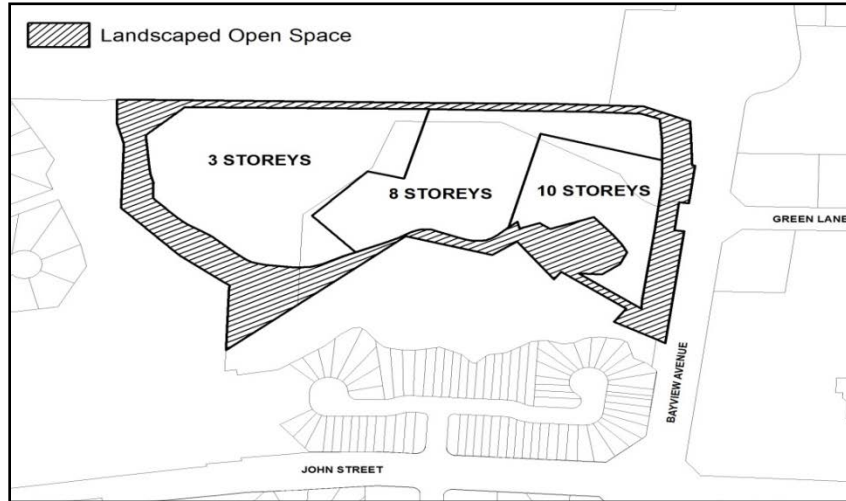 Landscaped Open Space
3 STOREYS
8 STOREYS
10 STOREYS
GREEN LANE
BAYVIEW AVENUE
JOHN STREET